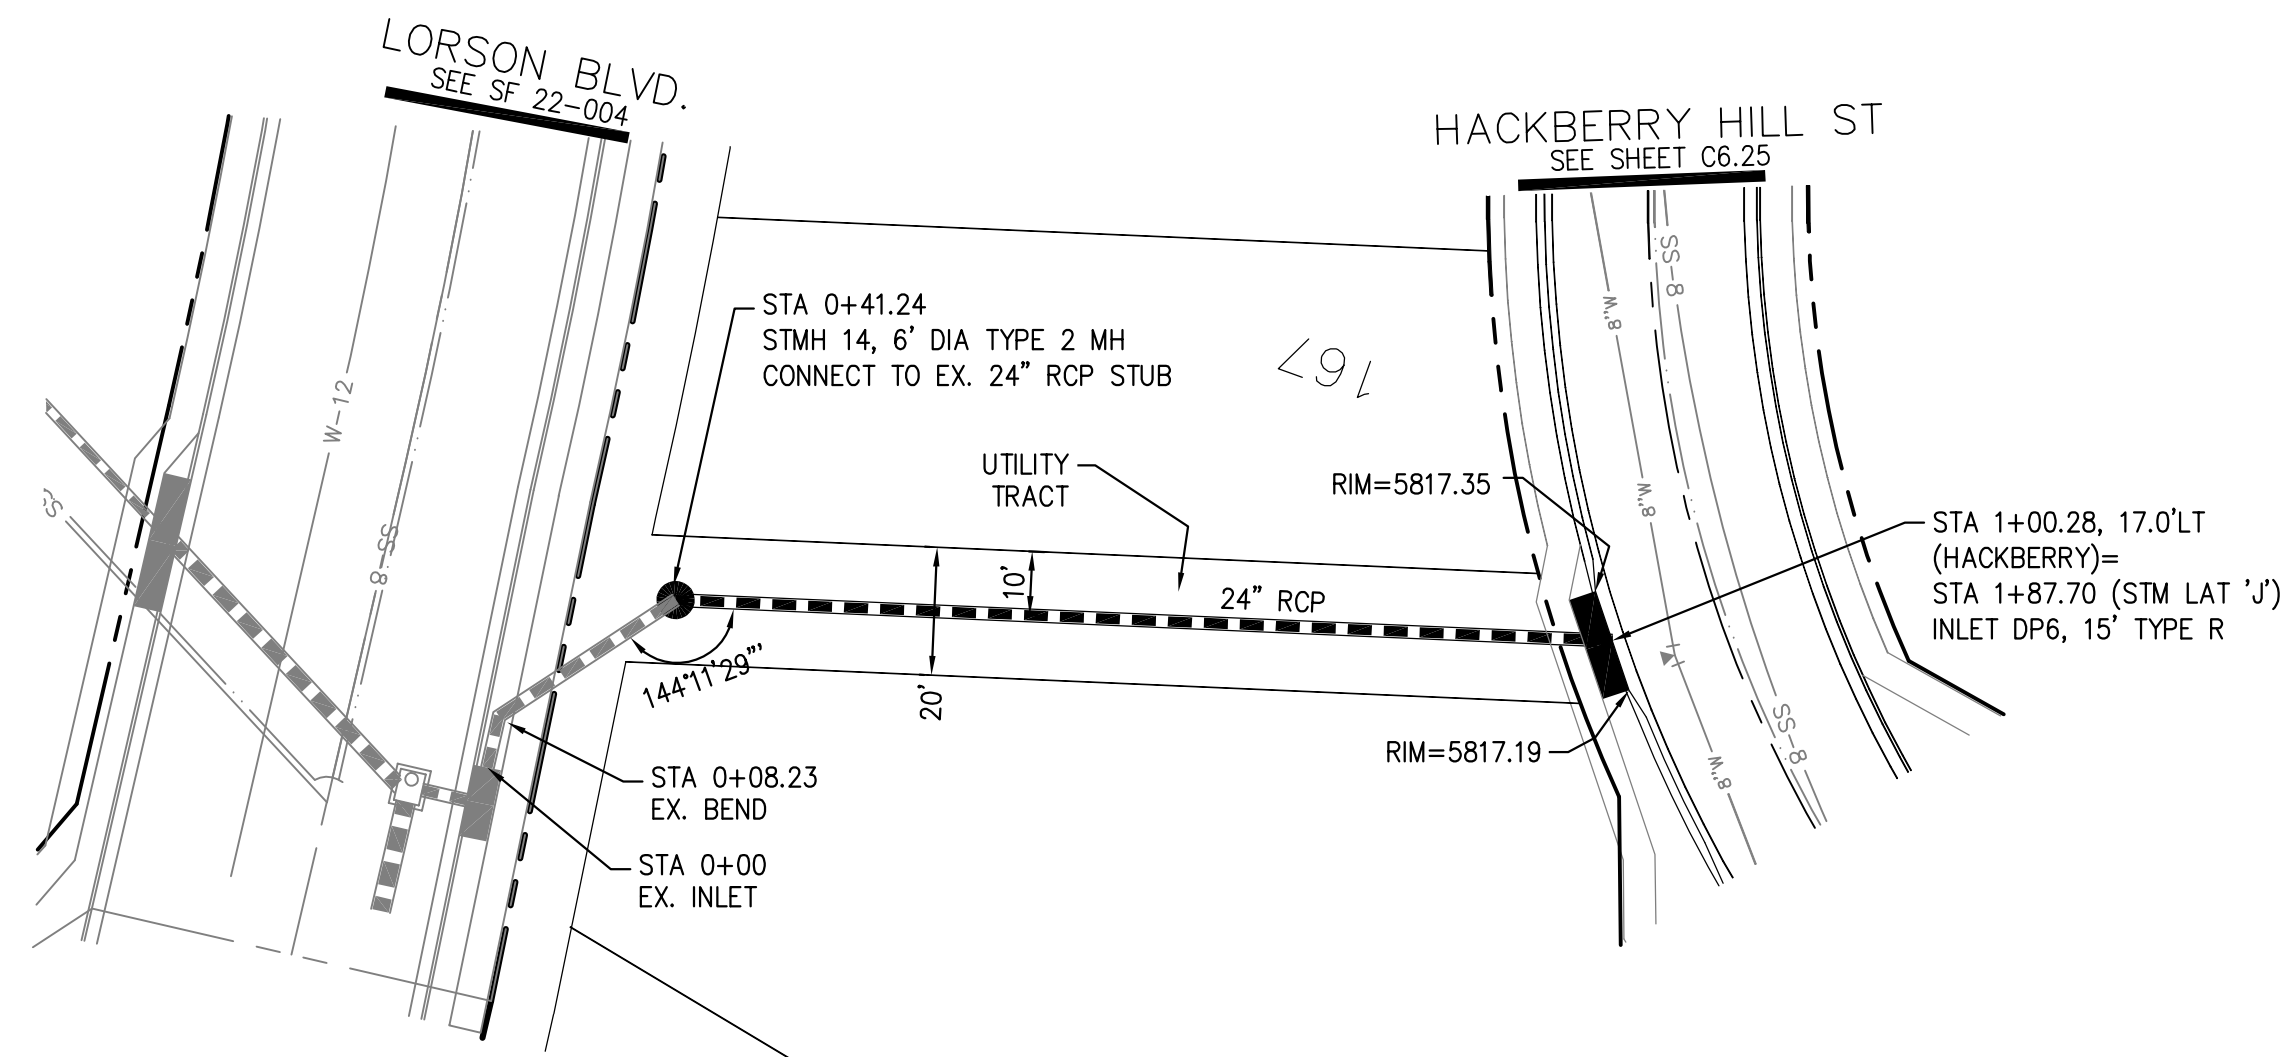 LORSON BLVD.
SEE SF 22-004
HACKBERRY HILL ST
SEE SHEET C6.25
STA 0+41.24
STMH 14, 6' DIA TYPE 2 MH
CONNECT TO EX. 24" RCP STUB
167
W-12
8-SS
SS
UTILITY
TRACT
RIM=5817.35
10'
20'
24" RCP
144°11'29"'
STA 1+00.28, 17.0'LT
(HACKBERRY)=
STA 1+87.70 (STM LAT 'J')
INLET DP6, 15' TYPE R
RIM=5817.19
STA 0+08.23
EX. BEND
STA 0+00
EX. INLET
8"W
8"W
8"W
8-SS
8-SS